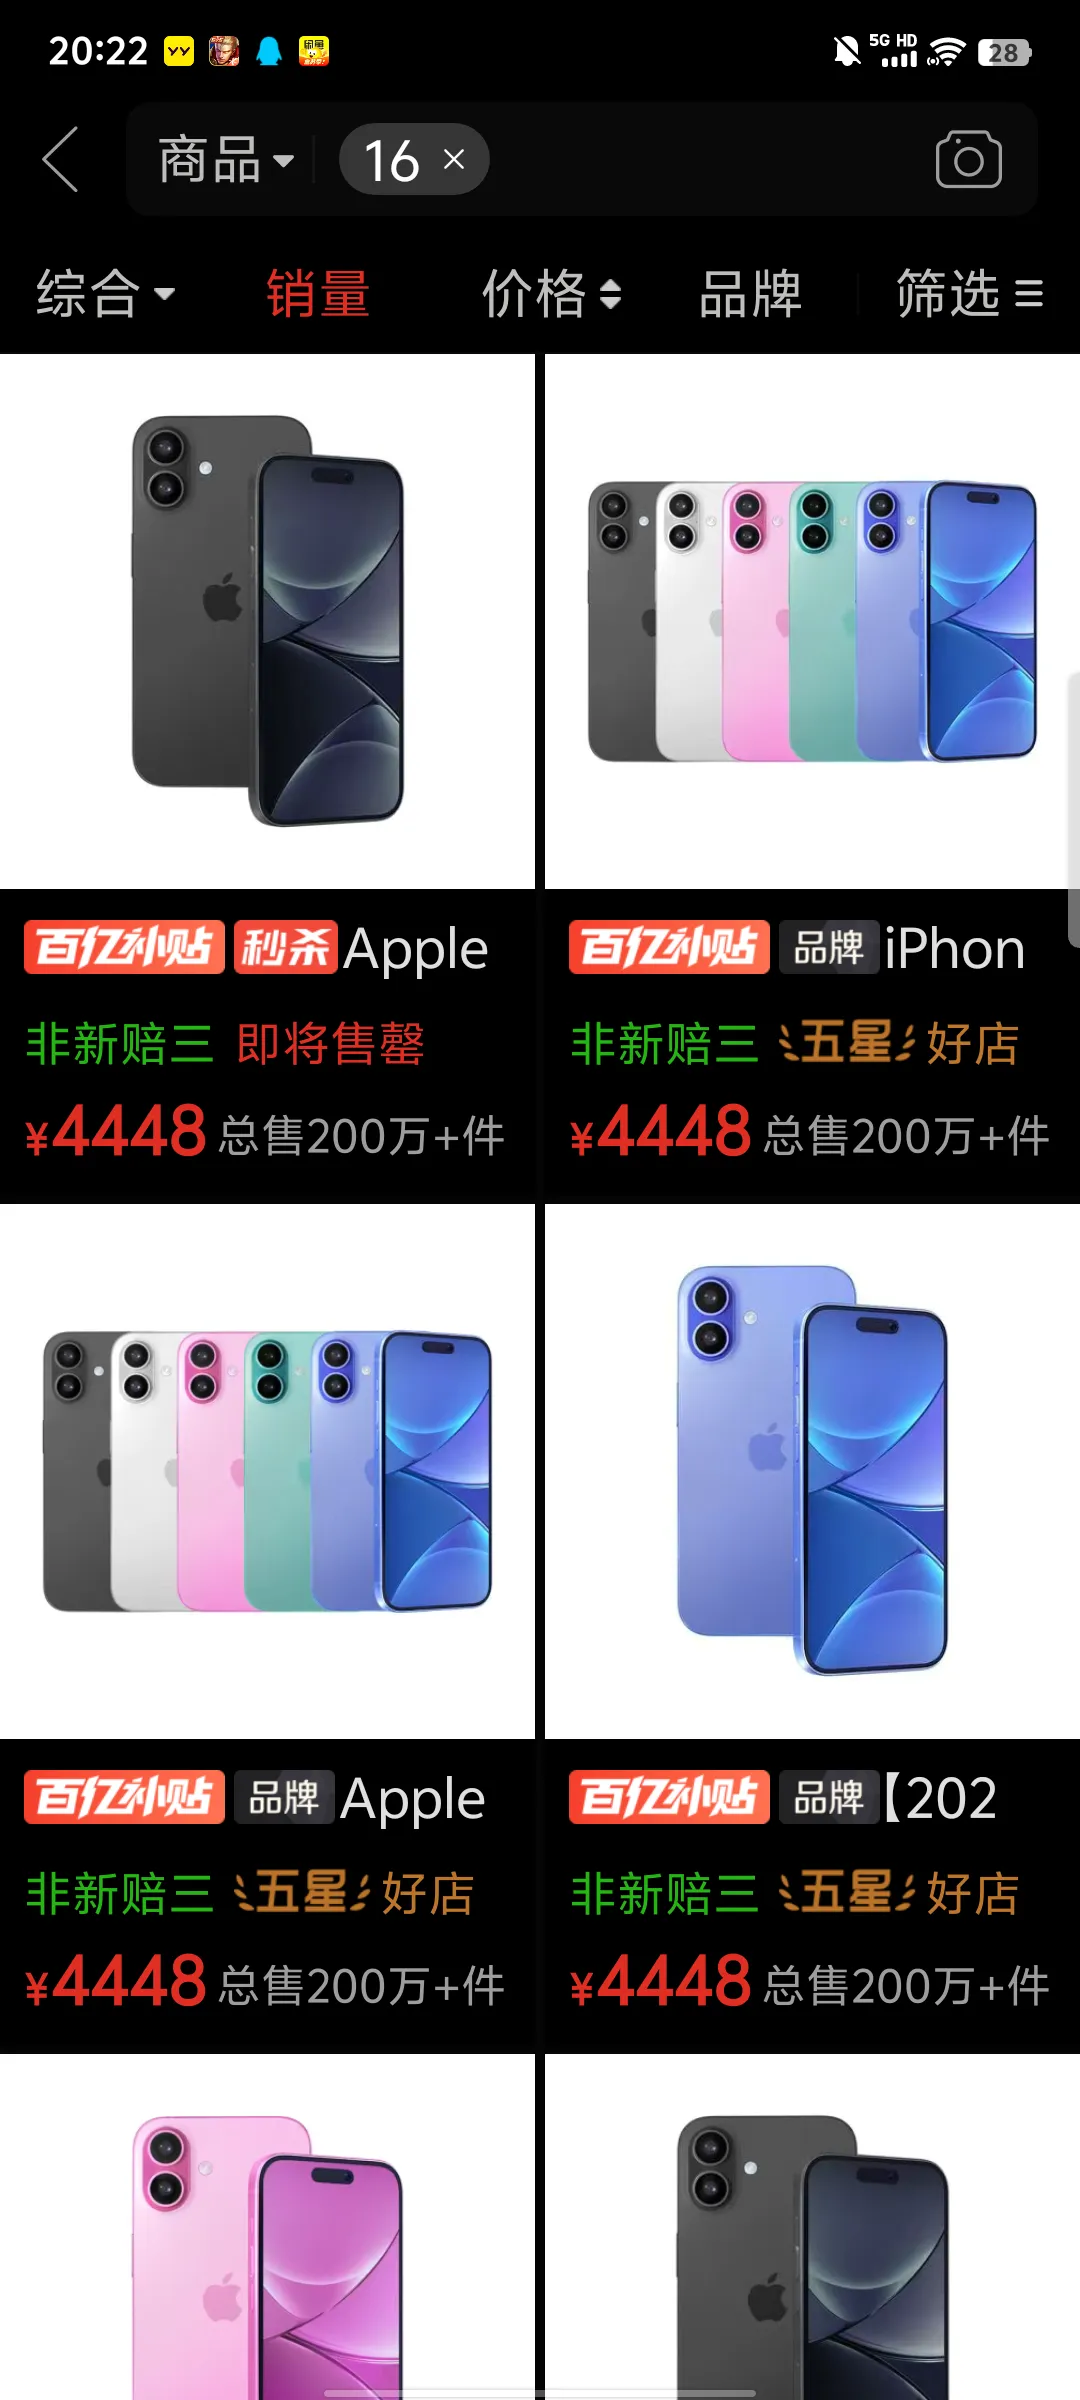 20:22
5G HD
28
商品
16 ×
综合 销量 价格 品牌 筛选
百亿补贴 秒杀 Apple
非新赔三 即将售罄
¥4448 总售200万+件
百亿补贴 品牌 iPhon
非新赔三 五星好店
¥4448 总售200万+件
百亿补贴 品牌 Apple
非新赔三 五星好店
¥4448 总售200万+件
百亿补贴 品牌【202
非新赔三 五星好店
¥4448 总售200万+件